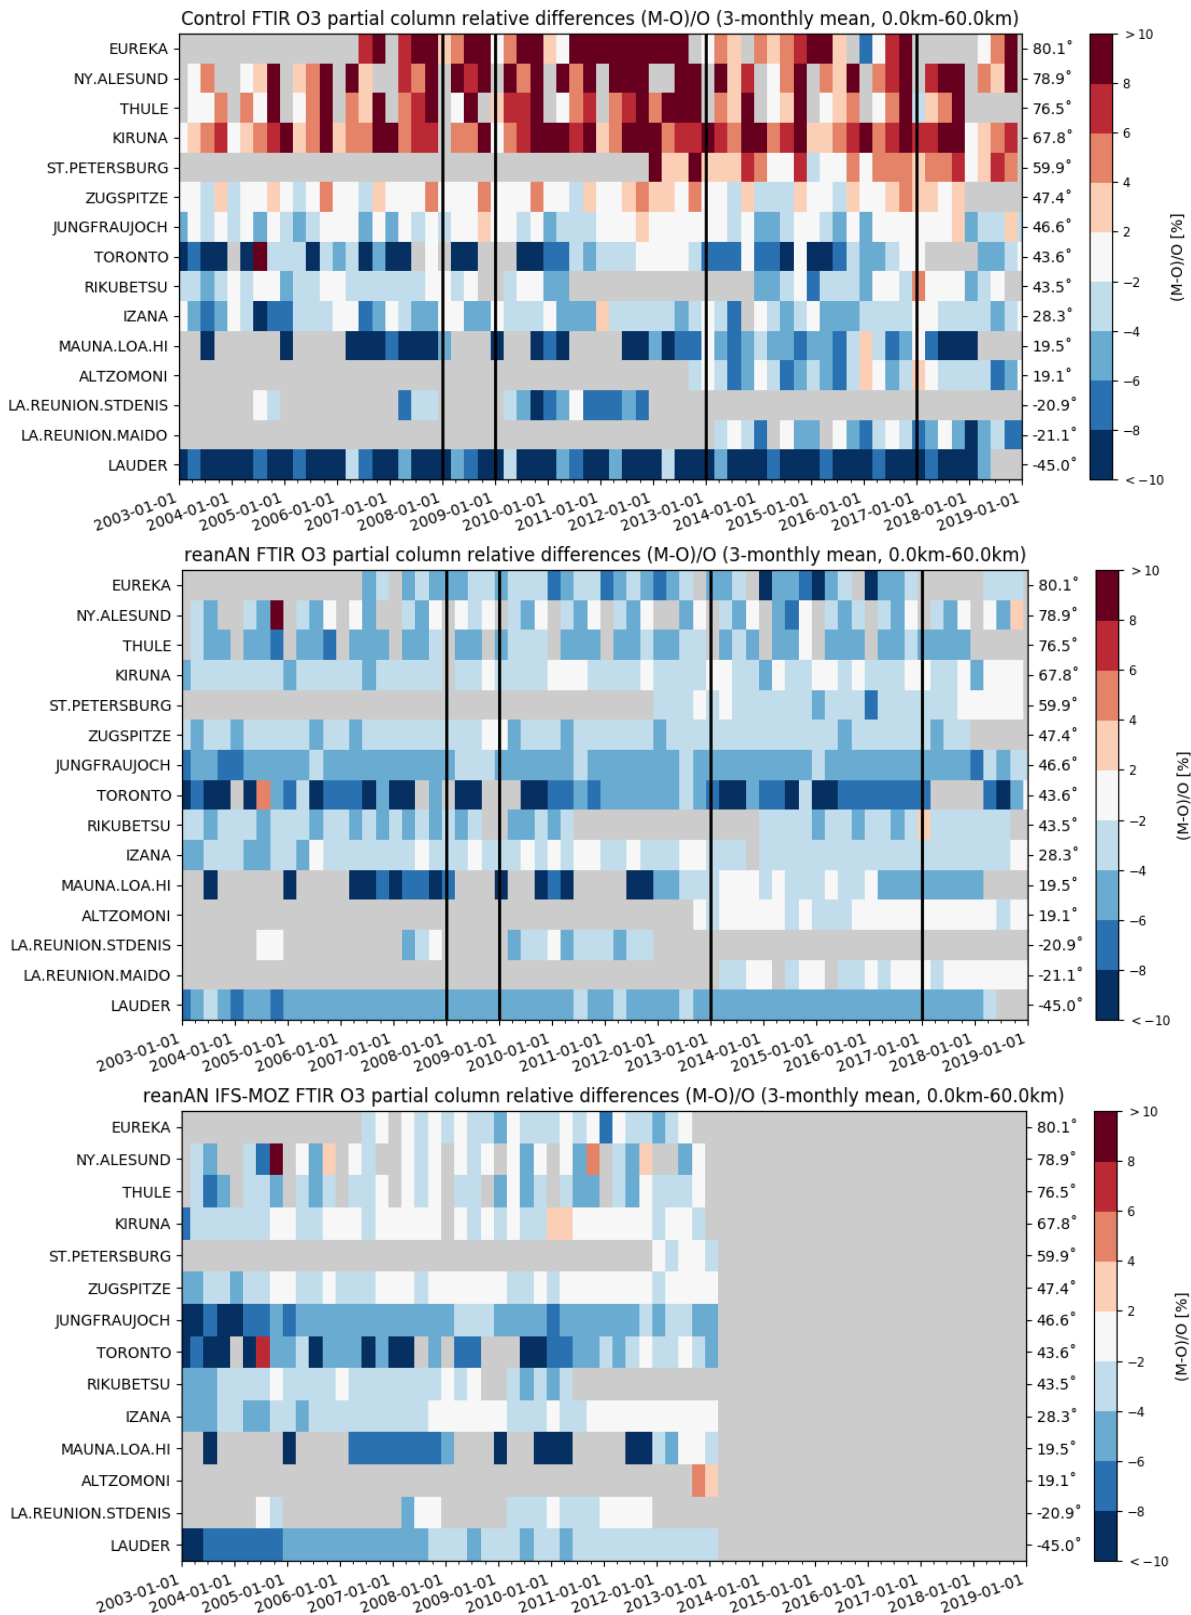 Control FTIR O3 partial column relative differences (M-O)/O (3-monthly mean, 0.0km-60.0km)
EUREKA 80.1˚
NY.ALESUND 78.9˚
THULE 76.5˚
KIRUNA 67.8˚
ST.PETERSBURG 59.9˚
ZUGSPITZE 47.4˚
JUNGFRAUJOCH 46.6˚
TORONTO 43.6˚
RIKUBETSU 43.5˚
IZANA 28.3˚
MAUNA.LOA.HI 19.5˚
ALTZOMONI 19.1˚
LA.REUNION.STDENIS -20.9˚
LA.REUNION.MAIDO -21.1˚
LAUDER -45.0˚
2003-01-01 2004-01-01 2005-01-01 2006-01-01 2007-01-01 2008-01-01 2009-01-01 2010-01-01 2011-01-01 2012-01-01 2013-01-01 2014-01-01 2015-01-01 2016-01-01 2017-01-01 2018-01-01 2019-01-01
> 10
8
6
4
2
−2
−4
−6
−8
< −10
(M-O)/O [%]
reanAN FTIR O3 partial column relative differences (M-O)/O (3-monthly mean, 0.0km-60.0km)
EUREKA 80.1˚
NY.ALESUND 78.9˚
THULE 76.5˚
KIRUNA 67.8˚
ST.PETERSBURG 59.9˚
ZUGSPITZE 47.4˚
JUNGFRAUJOCH 46.6˚
TORONTO 43.6˚
RIKUBETSU 43.5˚
IZANA 28.3˚
MAUNA.LOA.HI 19.5˚
ALTZOMONI 19.1˚
LA.REUNION.STDENIS -20.9˚
LA.REUNION.MAIDO -21.1˚
LAUDER -45.0˚
2003-01-01 2004-01-01 2005-01-01 2006-01-01 2007-01-01 2008-01-01 2009-01-01 2010-01-01 2011-01-01 2012-01-01 2013-01-01 2014-01-01 2015-01-01 2016-01-01 2017-01-01 2018-01-01 2019-01-01
> 10
8
6
4
2
−2
−4
−6
−8
< −10
(M-O)/O [%]
reanAN IFS-MOZ FTIR O3 partial column relative differences (M-O)/O (3-monthly mean, 0.0km-60.0km)
EUREKA 80.1˚
NY.ALESUND 78.9˚
THULE 76.5˚
KIRUNA 67.8˚
ST.PETERSBURG 59.9˚
ZUGSPITZE 47.4˚
JUNGFRAUJOCH 46.6˚
TORONTO 43.6˚
RIKUBETSU 43.5˚
IZANA 28.3˚
MAUNA.LOA.HI 19.5˚
ALTZOMONI 19.1˚
LA.REUNION.STDENIS -20.9˚
LAUDER -45.0˚
2003-01-01 2004-01-01 2005-01-01 2006-01-01 2007-01-01 2008-01-01 2009-01-01 2010-01-01 2011-01-01 2012-01-01 2013-01-01 2014-01-01 2015-01-01 2016-01-01 2017-01-01 2018-01-01 2019-01-01
> 10
8
6
4
2
−2
−4
−6
−8
< −10
(M-O)/O [%]